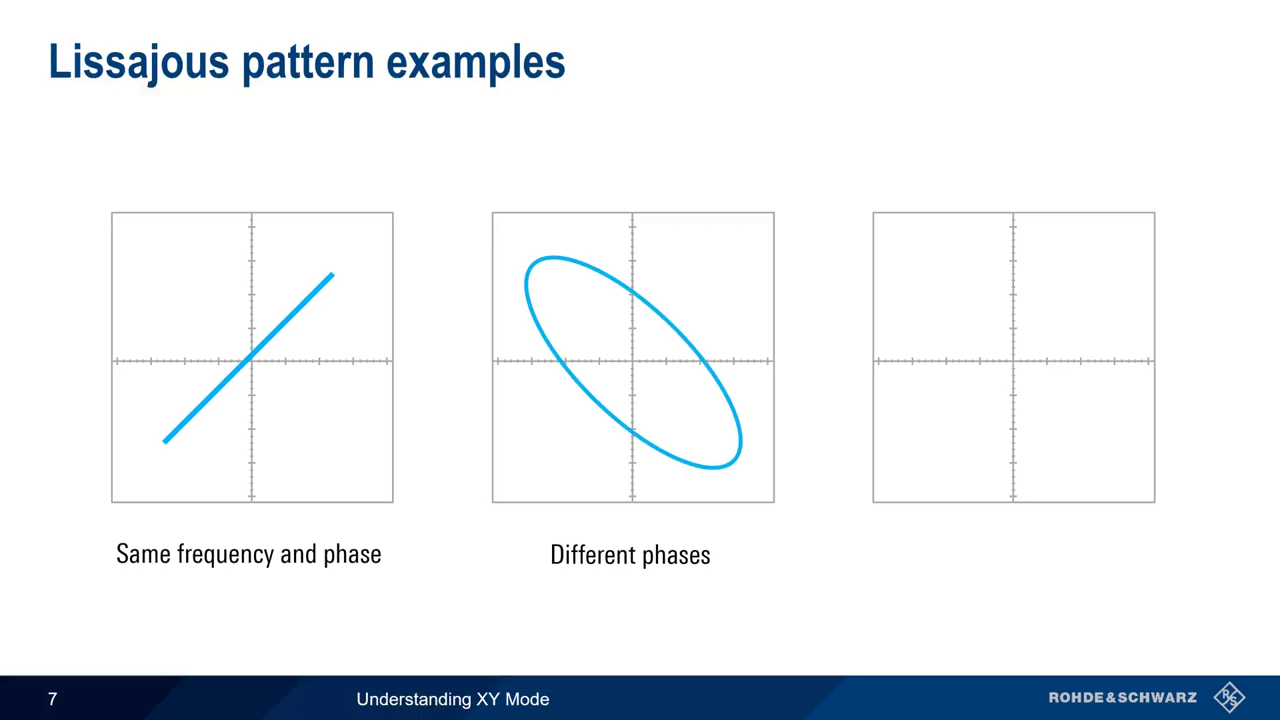 Lissajous pattern examples
Same frequency and phase
Different phases
7
Understanding XY Mode
ROHDE&SCHWARZ
R&S